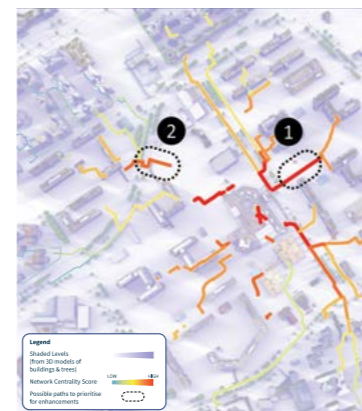 2
1
Legend
Shaded Levels
(from 3D models of
buildings & trees)
Network Centrality Score
LOW
HIGH
Possible paths to prioritise
for enhancements